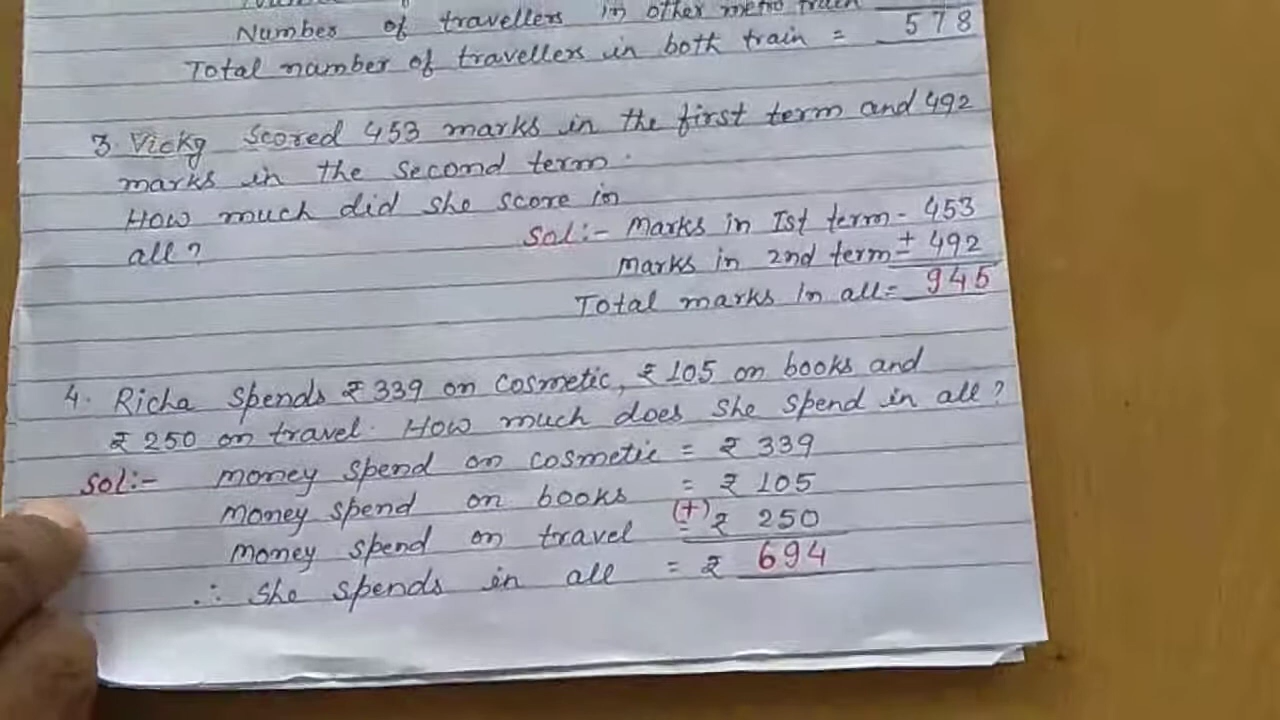 Number of travellers in other metro train
Total number of travellers in both train = 578
3. Vicky Scored 453 marks in the first term and 492
marks in the second term.
How much did she score in
all?
Sol:- Marks in Ist term - 453
Marks in 2nd term = + 492
Total marks in all = 945
4. Richa Spends ₹ 339 on cosmetic, ₹ 105 on books and
₹ 250 on travel. How much does she spend in all?
Sol:- Money spend on cosmetic = ₹ 339
Money spend on books = ₹ 105
Money spend on travel = (+) ₹ 250
∴ She spends in all = ₹ 694